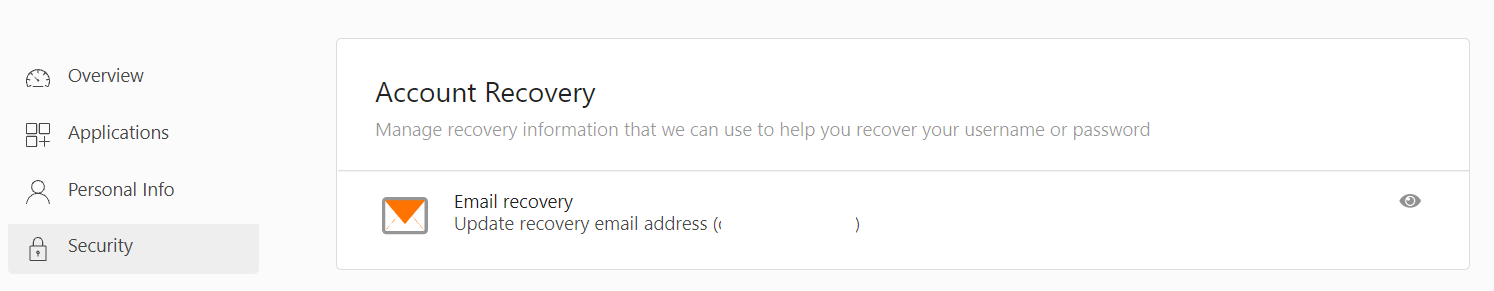 Overview
Applications
Personal Info
Security
Account Recovery
Manage recovery information that we can use to help you recover your username or password
Email recovery
Update recovery email address ( )